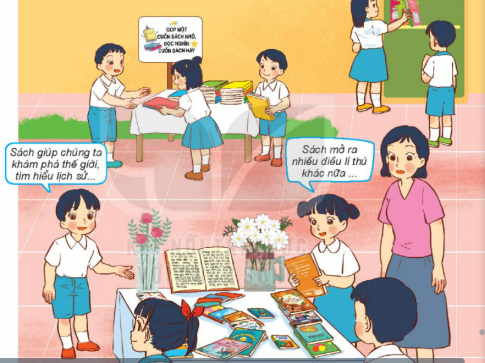 GÓP MỘT
CUỐN SÁCH NHỎ,
ĐỌC NGHÌN
CUỐN SÁCH HAY
Sách giúp chúng ta
khám phá thế giới,
tìm hiểu lịch sử...
Sách mở ra
nhiều điều lí thú
khác nữa ...